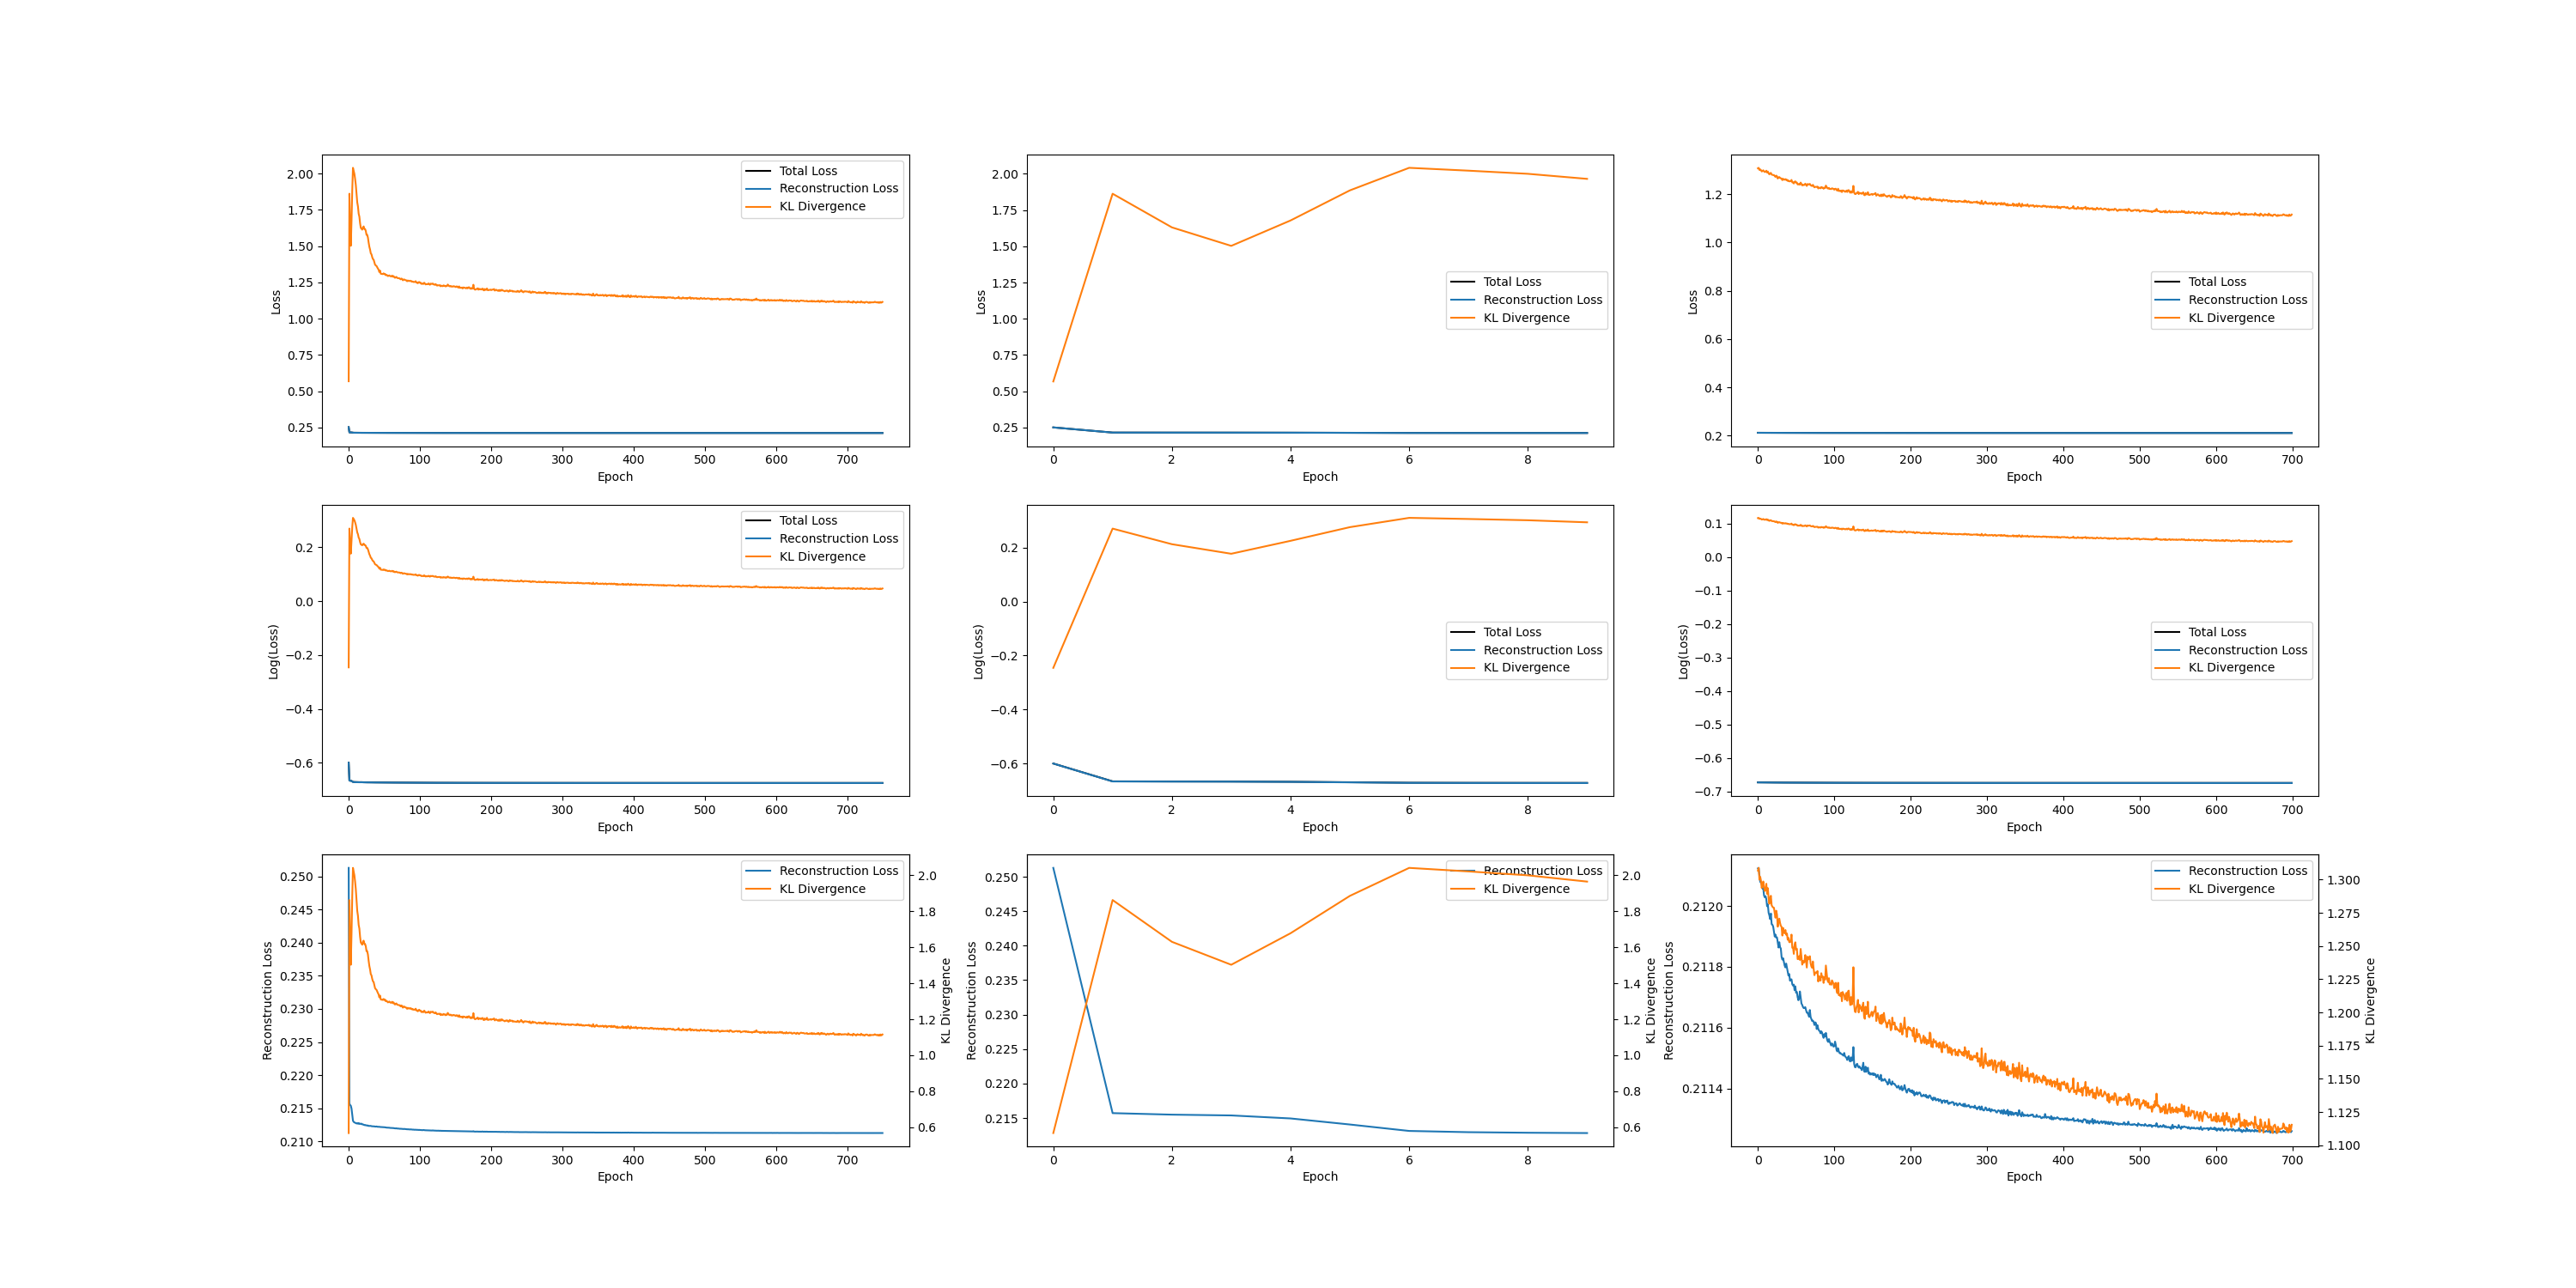 2.00
1.75
1.50
1.25
1.00
0.75
0.50
0.25
Loss
0 100 200 300 400 500 600 700
Epoch
Total Loss
Reconstruction Loss
KL Divergence
2.00
1.75
1.50
1.25
1.00
0.75
0.50
0.25
Loss
0 2 4 6 8
Epoch
Total Loss
Reconstruction Loss
KL Divergence
1.2
1.0
0.8
0.6
0.4
0.2
Loss
0 100 200 300 400 500 600 700
Epoch
Total Loss
Reconstruction Loss
KL Divergence
0.2
0.0
−0.2
−0.4
−0.6
Log(Loss)
0 100 200 300 400 500 600 700
Epoch
Total Loss
Reconstruction Loss
KL Divergence
0.2
0.0
−0.2
−0.4
−0.6
Log(Loss)
0 2 4 6 8
Epoch
Total Loss
Reconstruction Loss
KL Divergence
0.1
0.0
−0.1
−0.2
−0.3
−0.4
−0.5
−0.6
−0.7
Log(Loss)
0 100 200 300 400 500 600 700
Epoch
Total Loss
Reconstruction Loss
KL Divergence
0.250
0.245
0.240
0.235
0.230
0.225
0.220
0.215
0.210
Reconstruction Loss
0 100 200 300 400 500 600 700
Epoch
Reconstruction Loss
KL Divergence
2.0
1.8
1.6
1.4
1.2
1.0
0.8
0.6
KL Divergence
0.250
0.245
0.240
0.235
0.230
0.225
0.220
0.215
Reconstruction Loss
0 2 4 6 8
Epoch
Reconstruction Loss
KL Divergence
2.0
1.8
1.6
1.4
1.2
1.0
0.8
0.6
KL Divergence
0.2120
0.2118
0.2116
0.2114
Reconstruction Loss
0 100 200 300 400 500 600 700
Epoch
Reconstruction Loss
KL Divergence
1.300
1.275
1.250
1.225
1.200
1.175
1.150
1.125
1.100
KL Divergence